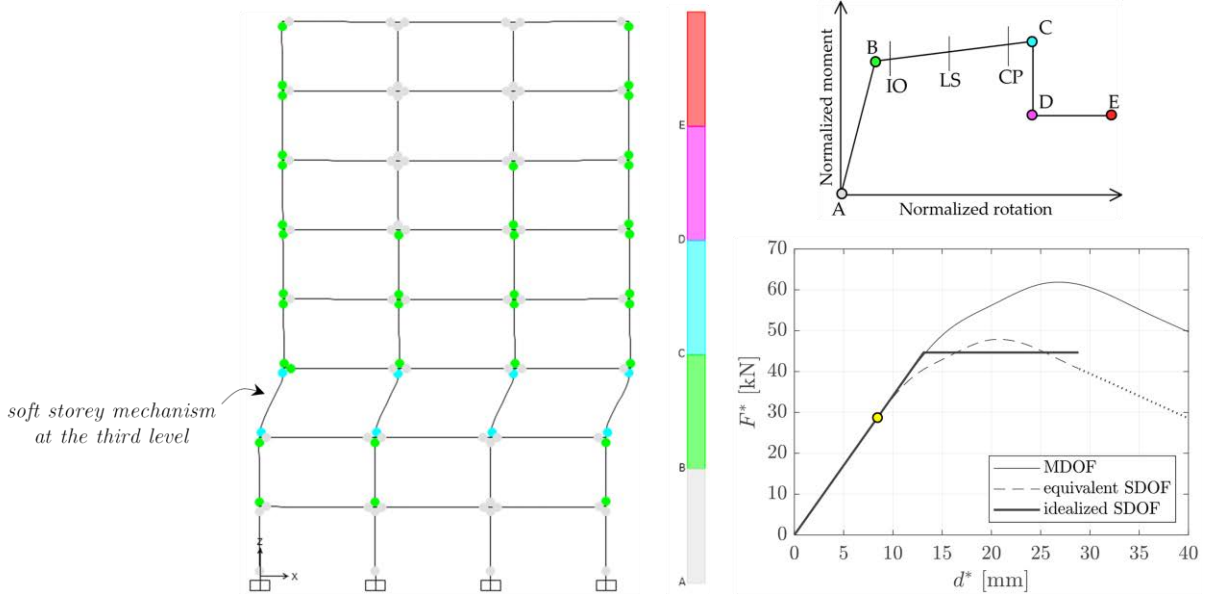 soft storey mechanism
at the third level
z
x
E
D
C
B
A
Normalized moment
B
C
IO
LS
CP
D
E
A
Normalized rotation
70
60
50
40
30
20
10
0
F* [kN]
MDOF
equivalent SDOF
idealized SDOF
0 5 10 15 20 25 30 35 40
d* [mm]